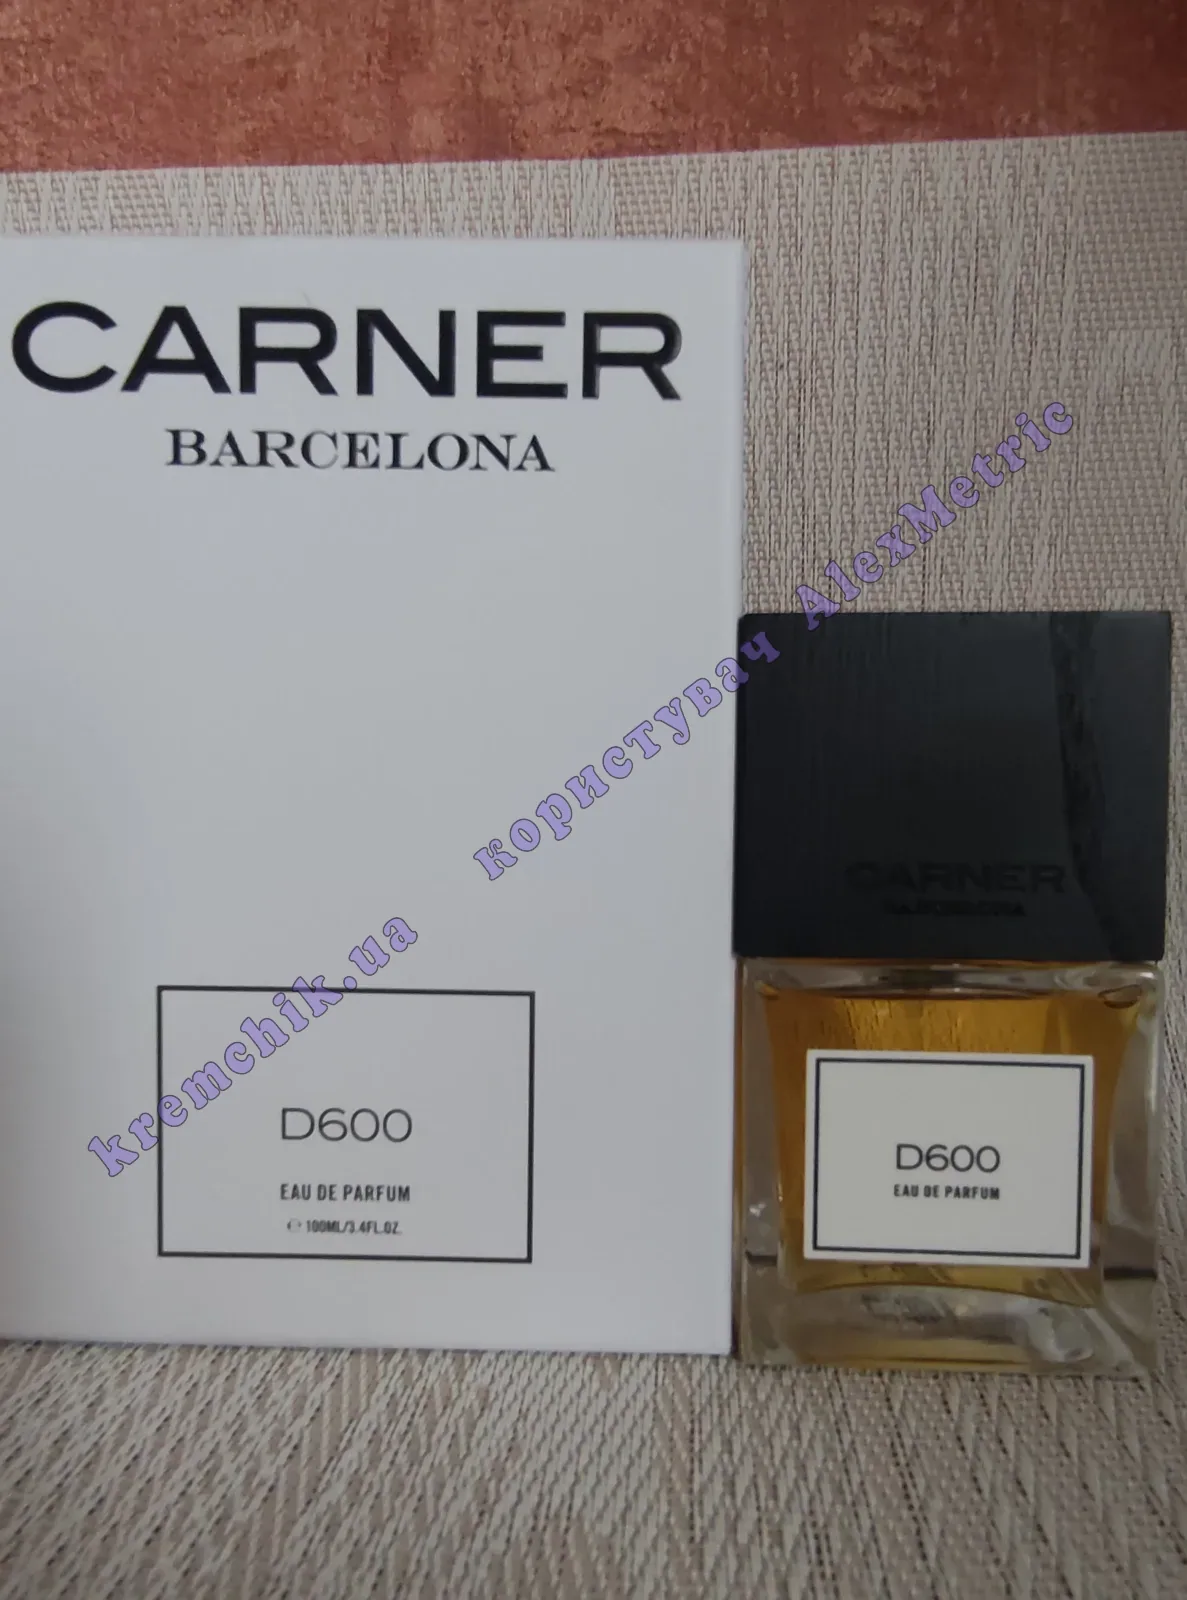 CARNER
BARCELONA
D600
EAU DE PARFUM
℮ 100ML/3.4FL.OZ.
CARNER
BARCELONA
D600
EAU DE PARFUM
kremchik.ua користувач AlexMetric